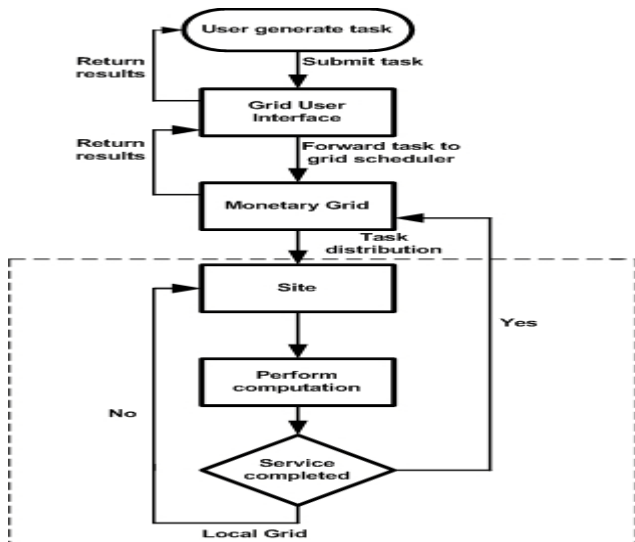 User generate task
Return
results
Submit task
Grid User
Interface
Return
results
Forward task to
grid scheduler
Monetary Grid
Task
distribution
Site
Yes
Perform
computation
No
Service
completed
Local Grid